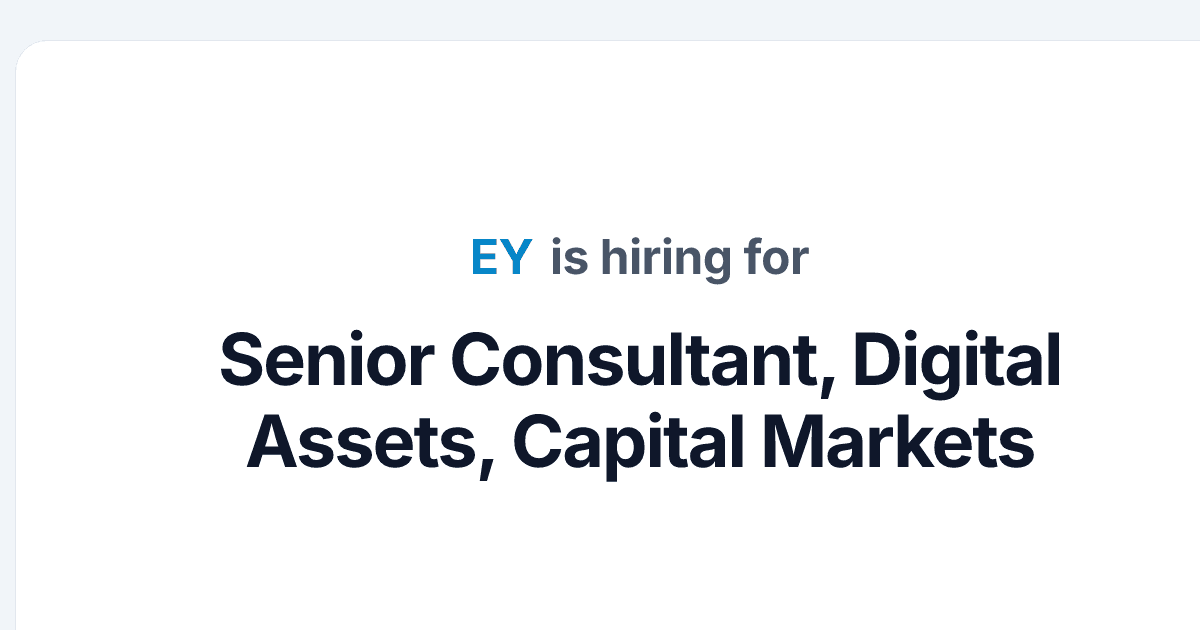 EY is hiring for
Senior Consultant, Digital
Assets, Capital Markets